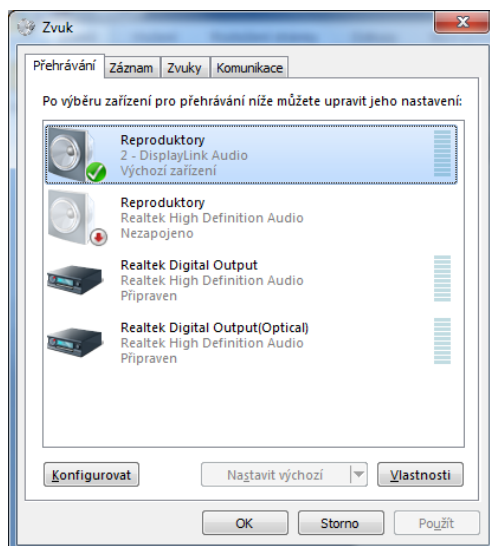 Zvuk
Přehrávání Záznam Zvuky Komunikace
Po výběru zařízení pro přehrávání níže můžete upravit jeho nastavení:
Reproduktory
2 - DisplayLink Audio
Výchozí zařízení
Reproduktory
Realtek High Definition Audio
Nezapojeno
Realtek Digital Output
Realtek High Definition Audio
Připraven
Realtek Digital Output(Optical)
Realtek High Definition Audio
Připraven
Konfigurovat Nastavit výchozí Vlastnosti
OK Storno Použít